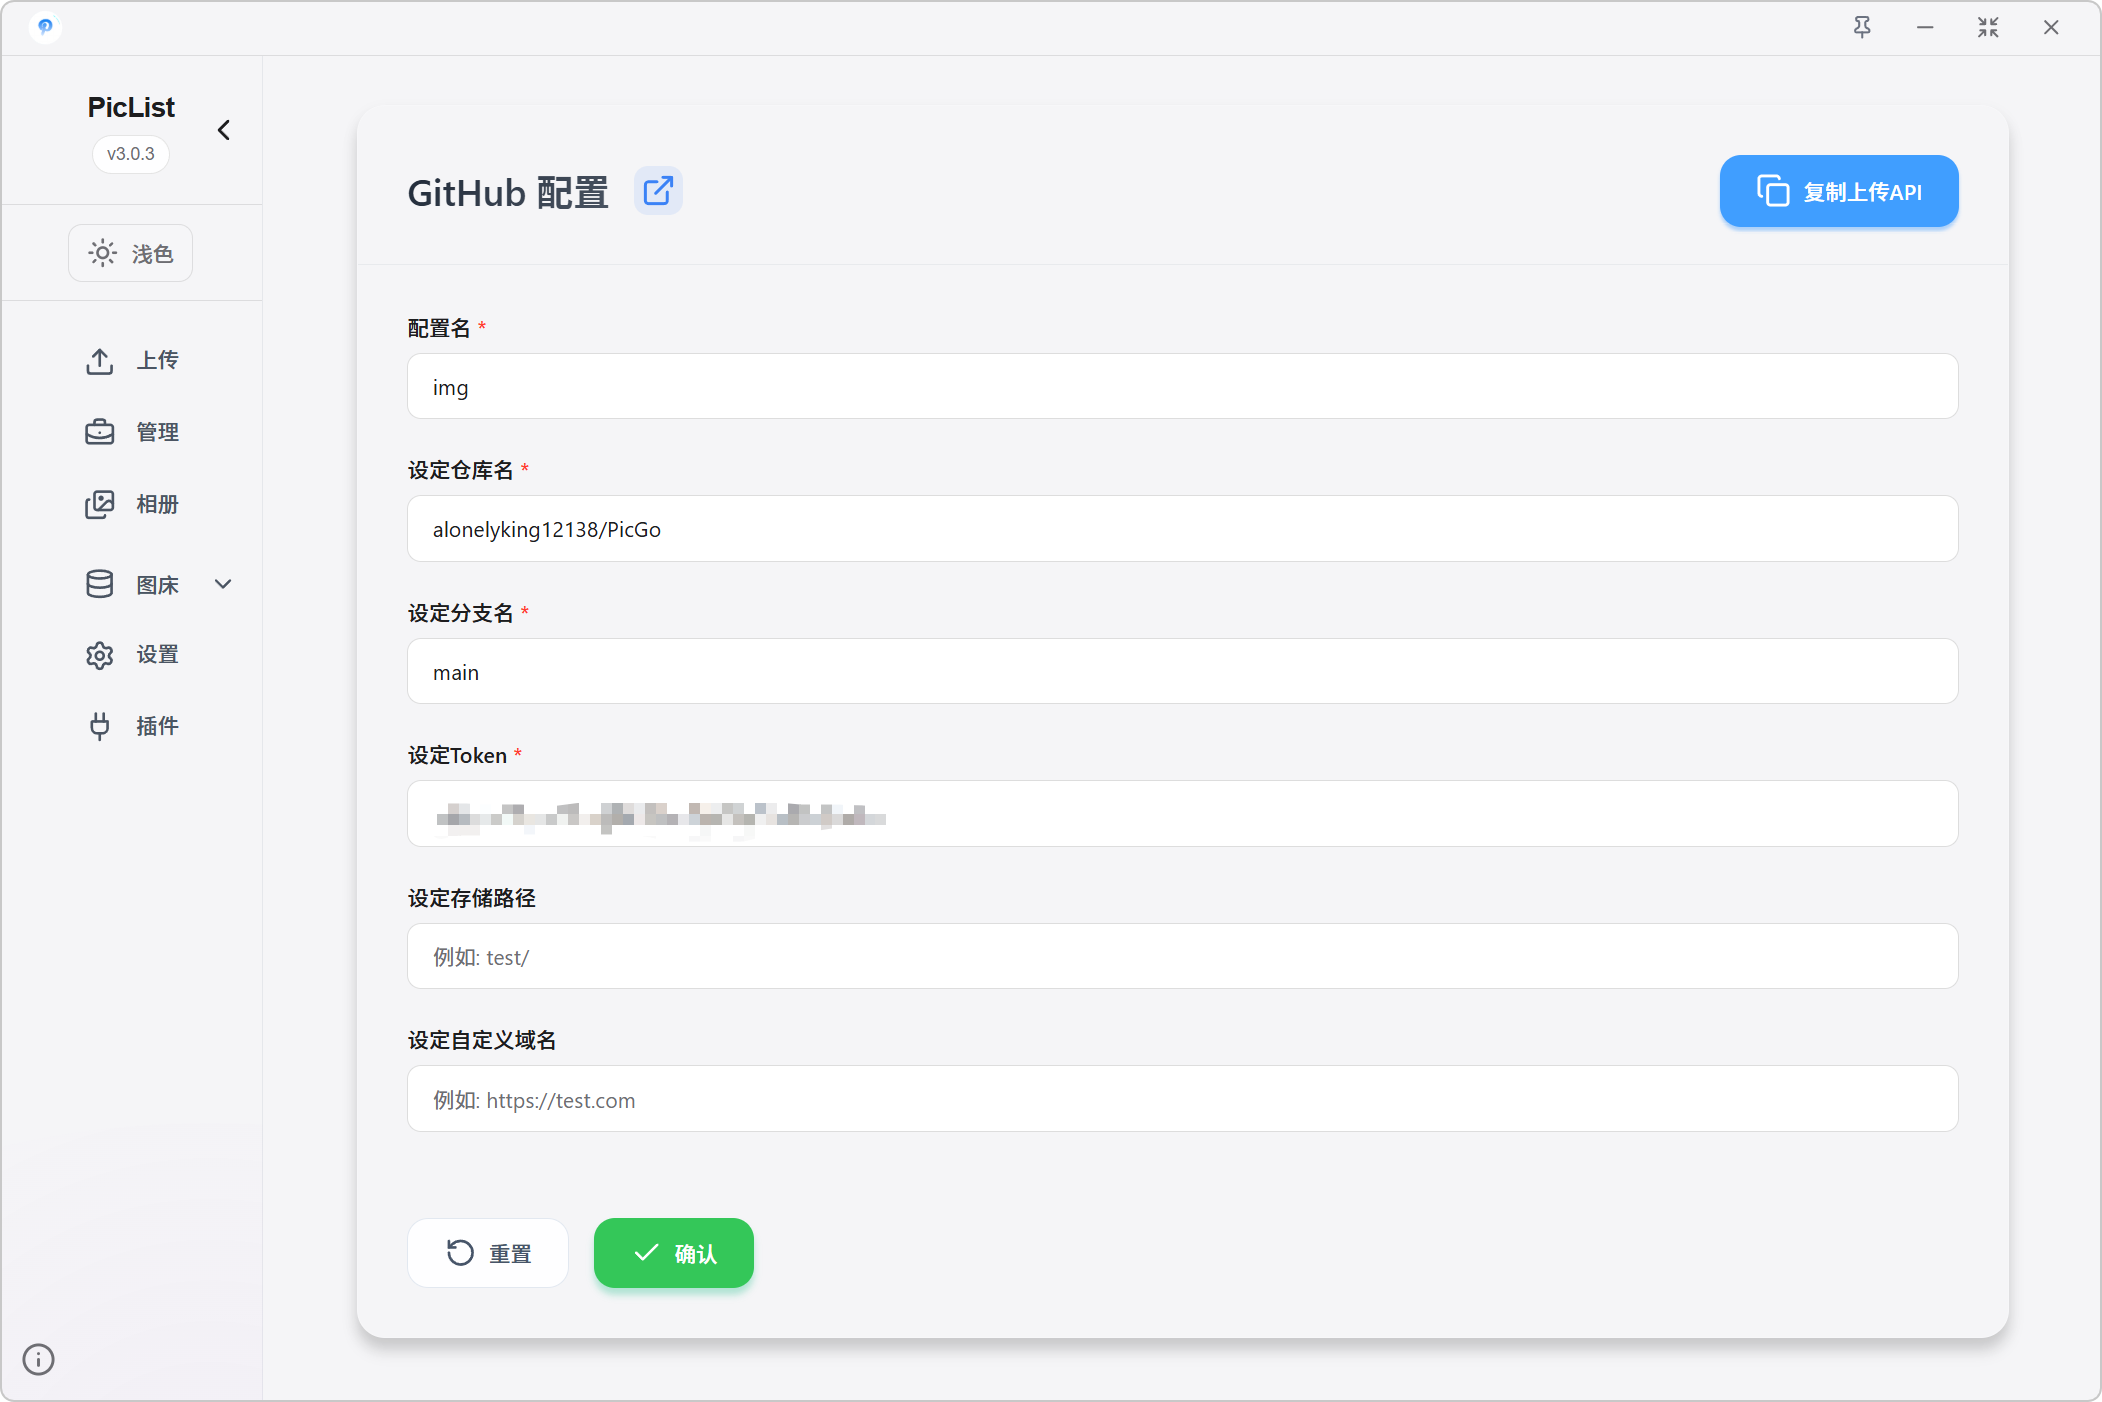 PicList
v3.0.3
浅色
上传
管理
相册
图床
设置
插件
GitHub 配置
复制上传API
配置名 *
img
设定仓库名 *
alonelyking12138/PicGo
设定分支名 *
main
设定Token *
设定存储路径
例如: test/
设定自定义域名
例如: https://test.com
重置
确认